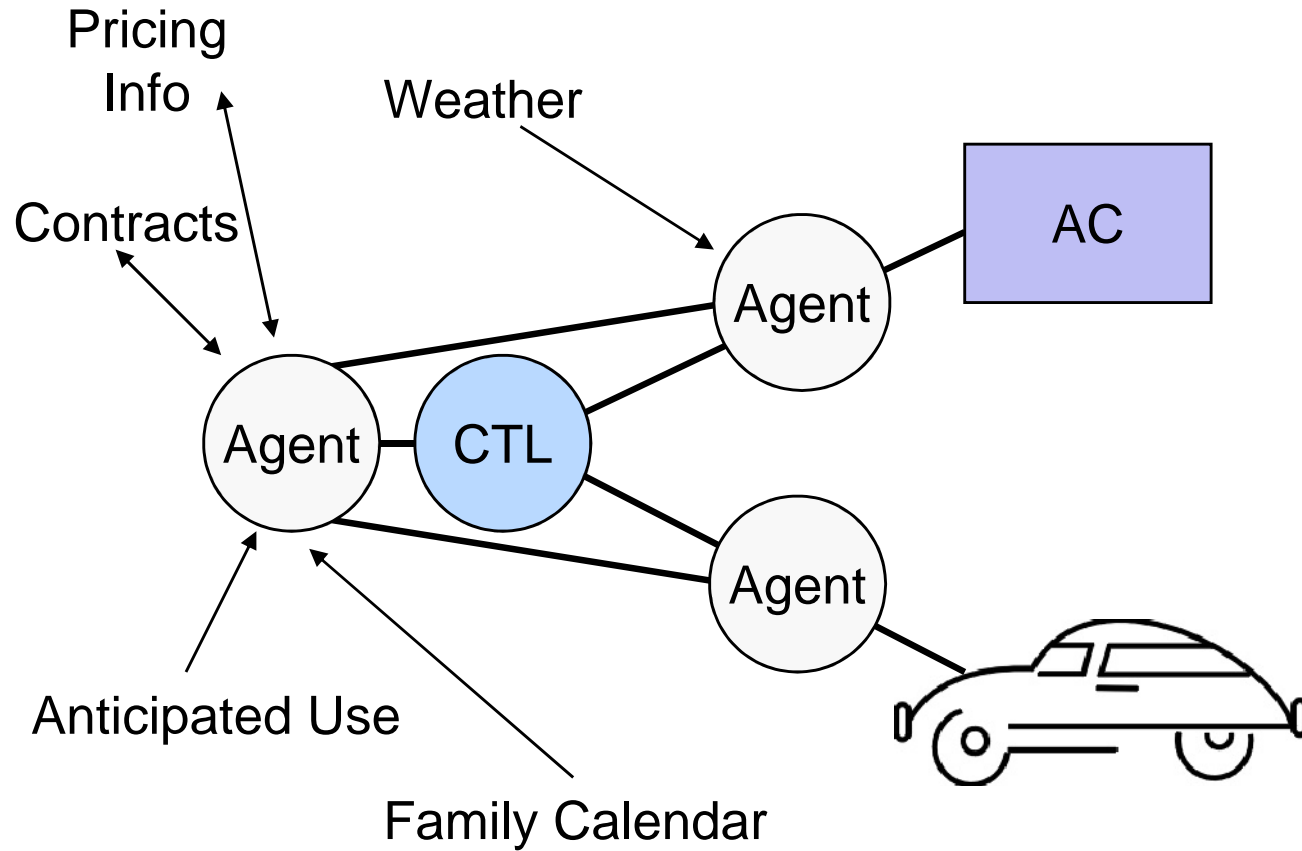 Pricing
Info
Weather
Contracts
AC
Agent
Agent
CTL
Agent
Anticipated Use
Family Calendar